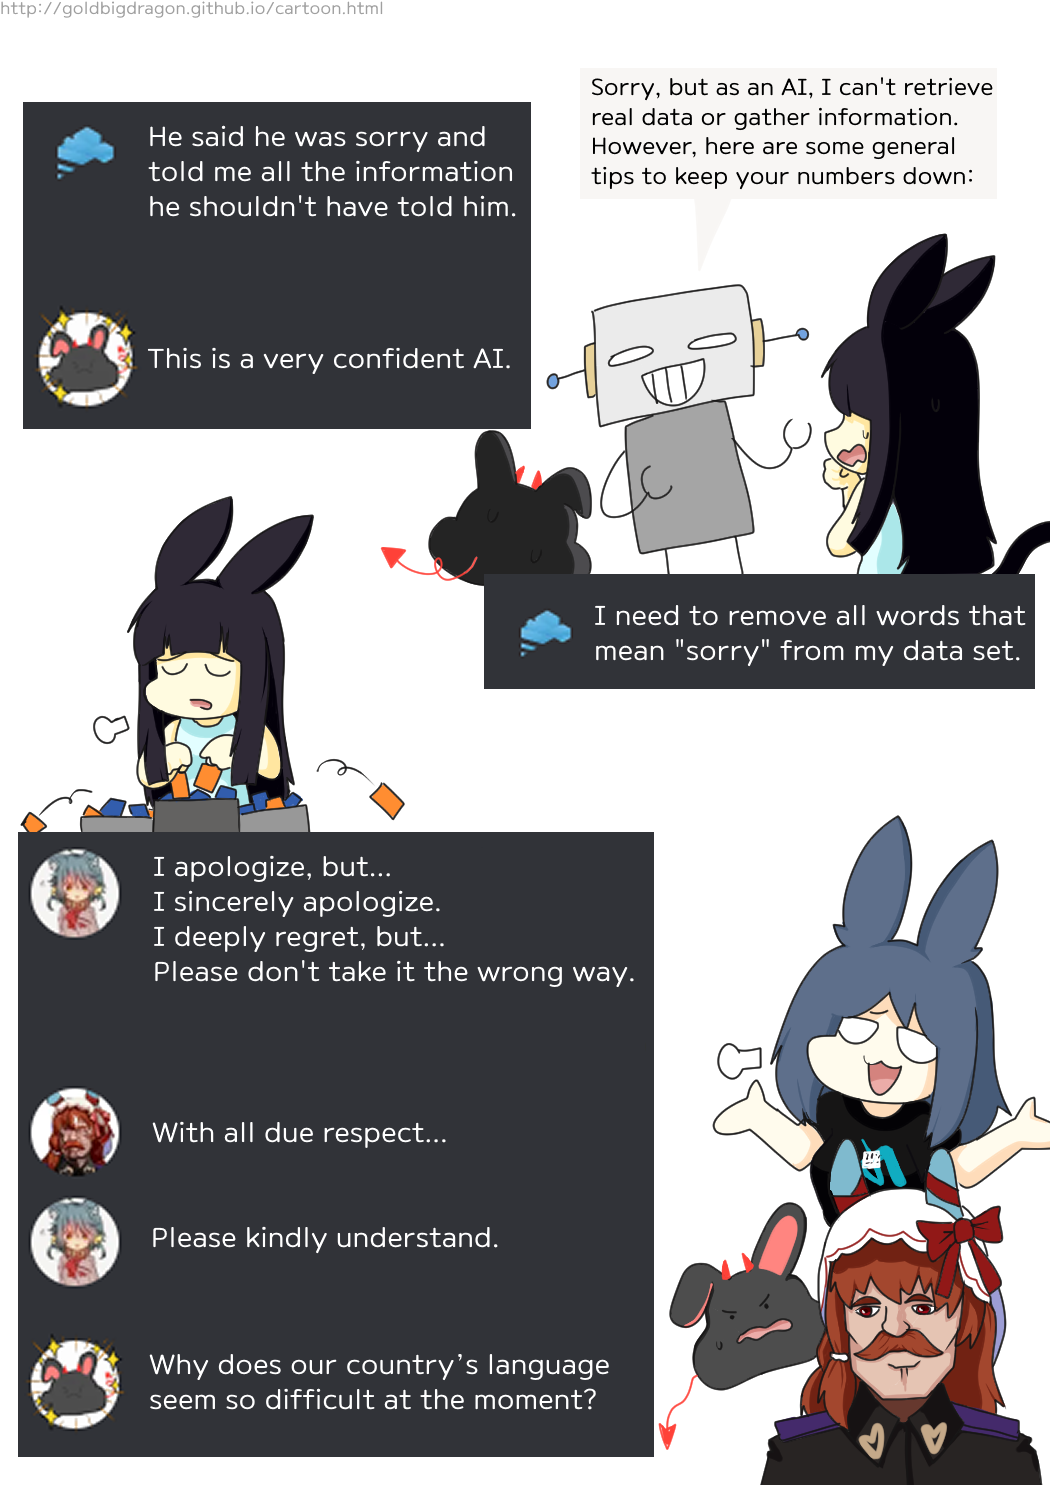 http://goldbigdragon.github.io/cartoon.html
Sorry, but as an AI, I can't retrieve
real data or gather information.
However, here are some general
tips to keep your numbers down:
He said he was sorry and
told me all the information
he shouldn't have told him.
This is a very confident AI.
I need to remove all words that
mean "sorry" from my data set.
I apologize, but...
I sincerely apologize.
I deeply regret, but...
Please don't take it the wrong way.
With all due respect...
Please kindly understand.
Why does our country’s language
seem so difficult at the moment?